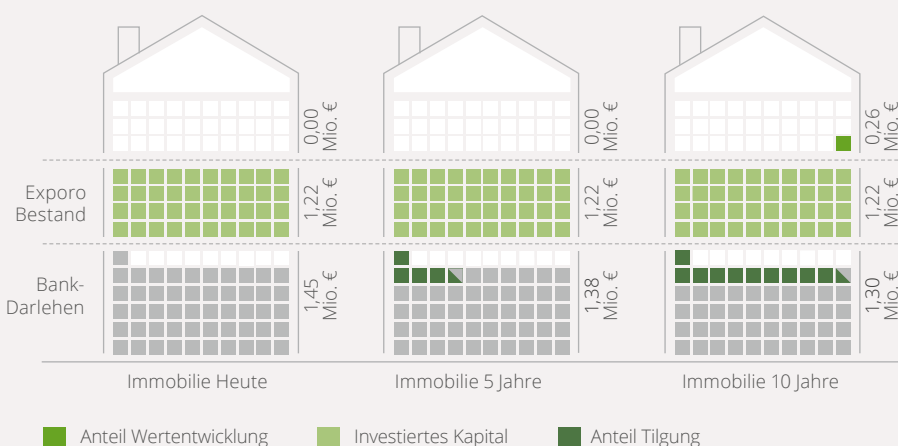 0,00
Mio. €
0,00
Mio. €
0,26
Mio. €
Exporo
Bestand
1,22
Mio. €
1,22
Mio. €
1,22
Mio. €
Bank-
Darlehen
1,45
Mio. €
1,38
Mio. €
1,30
Mio. €
Immobilie Heute
Immobilie 5 Jahre
Immobilie 10 Jahre
Anteil Wertentwicklung
Investiertes Kapital
Anteil Tilgung